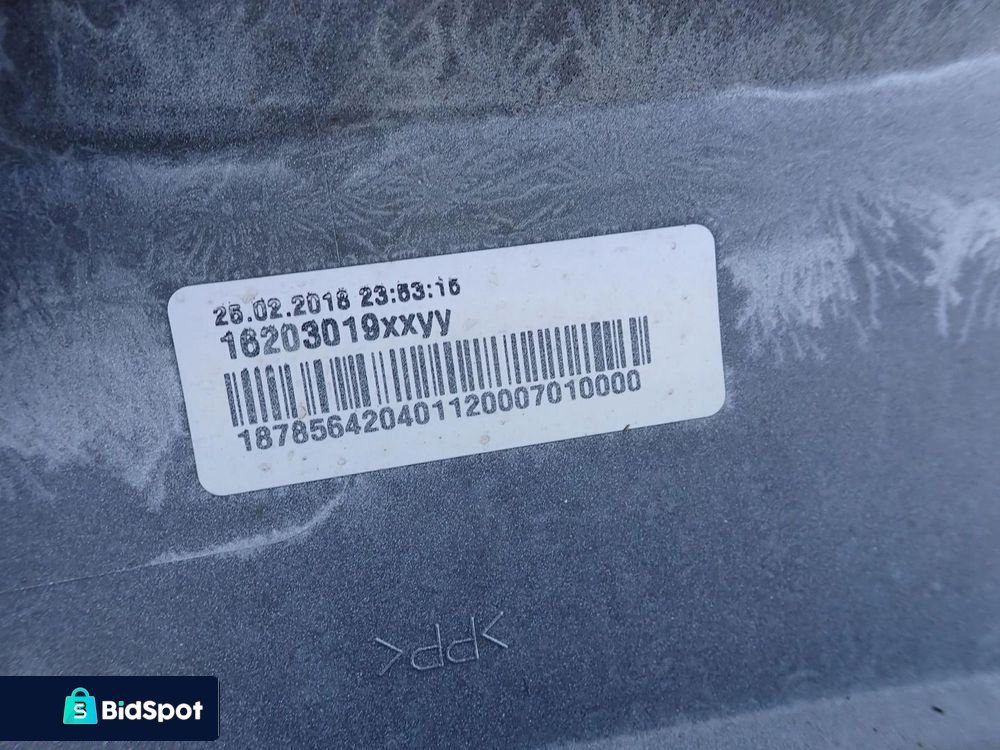 26.02.2018 23:53:16
16203019xxyy
187856420401120007010000
>PP<
BidSpot